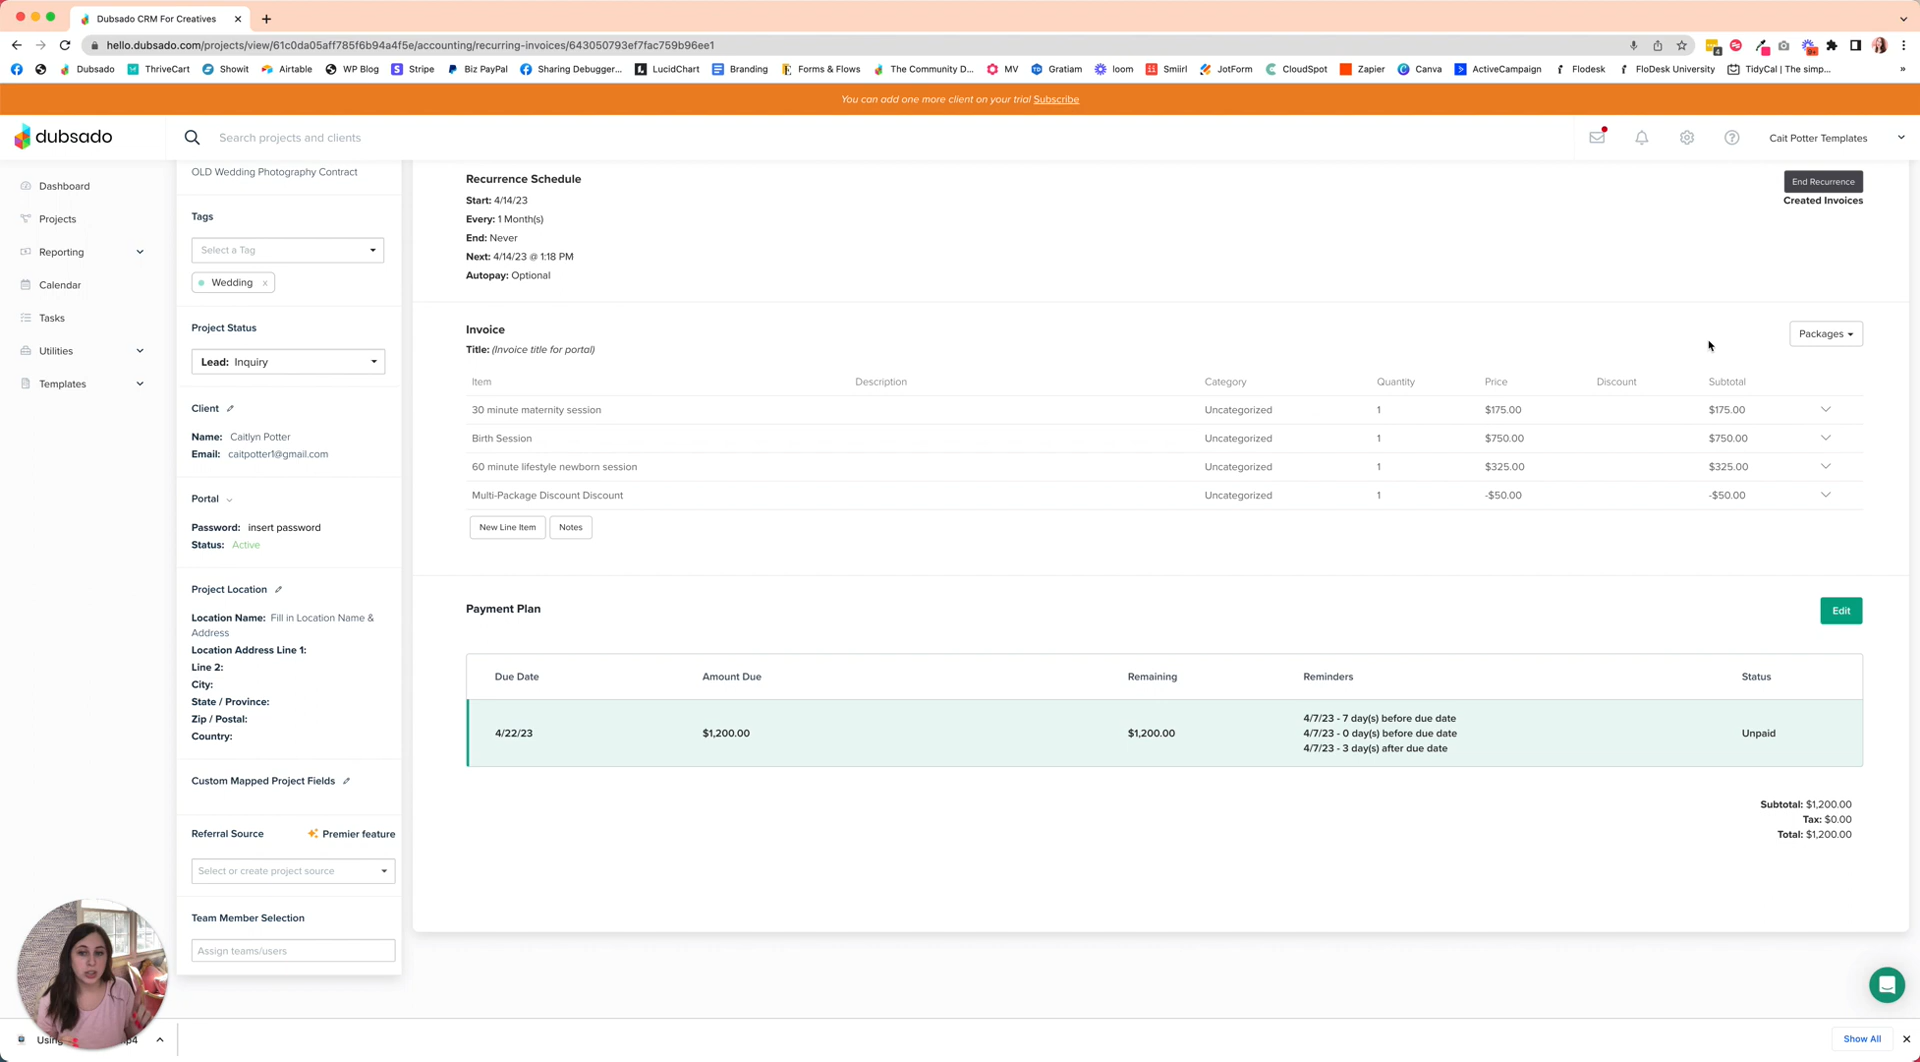 Dubsado CRM For Creatives
hello.dubsado.com/projects/view/61c0da05aff785f6b94a4f5e/accounting/recurring-invoices/643050793ef7fac759b96ee1
Dubsado ThriveCart Showit Airtable WP Blog Stripe Biz PayPal Sharing Debugger... LucidChart Branding Forms & Flows The Community D... MV Gratiam loom Smiirl JotForm CloudSpot Zapier Canva ActiveCampaign Flodesk FloDesk University TidyCal | The simp... »
You can add one more client on your trial Subscribe
dubsado
Search projects and clients
Cait Potter Templates
Dashboard
Projects
Reporting
Calendar
Tasks
Utilities
Templates
OLD Wedding Photography Contract
Tags
Select a Tag
Wedding x
Project Status
Lead: Inquiry
Client
Name: Caitlyn Potter
Email: caitpotter1@gmail.com
Portal
Password: insert password
Status: Active
Project Location
Location Name: Fill in Location Name &
Address
Location Address Line 1:
Line 2:
City:
State / Province:
Zip / Postal:
Country:
Custom Mapped Project Fields
Referral Source Premier feature
Select or create project source
Team Member Selection
Assign teams/users
Recurrence Schedule
Start: 4/14/23
Every: 1 Month(s)
End: Never
Next: 4/14/23 @ 1:18 PM
Autopay: Optional
End Recurrence
Created Invoices
Invoice
Title: (Invoice title for portal)
Packages
Item Description Category Quantity Price Discount Subtotal
30 minute maternity session Uncategorized 1 $175.00 $175.00
Birth Session Uncategorized 1 $750.00 $750.00
60 minute lifestyle newborn session Uncategorized 1 $325.00 $325.00
Multi-Package Discount Discount Uncategorized 1 -$50.00 -$50.00
New Line Item Notes
Payment Plan
Edit
Due Date Amount Due Remaining Reminders Status
4/7/23 - 7 day(s) before due date
4/22/23 $1,200.00 $1,200.00 4/7/23 - 0 day(s) before due date Unpaid
4/7/23 - 3 day(s) after due date
Subtotal: $1,200.00
Tax: $0.00
Total: $1,200.00
Show All